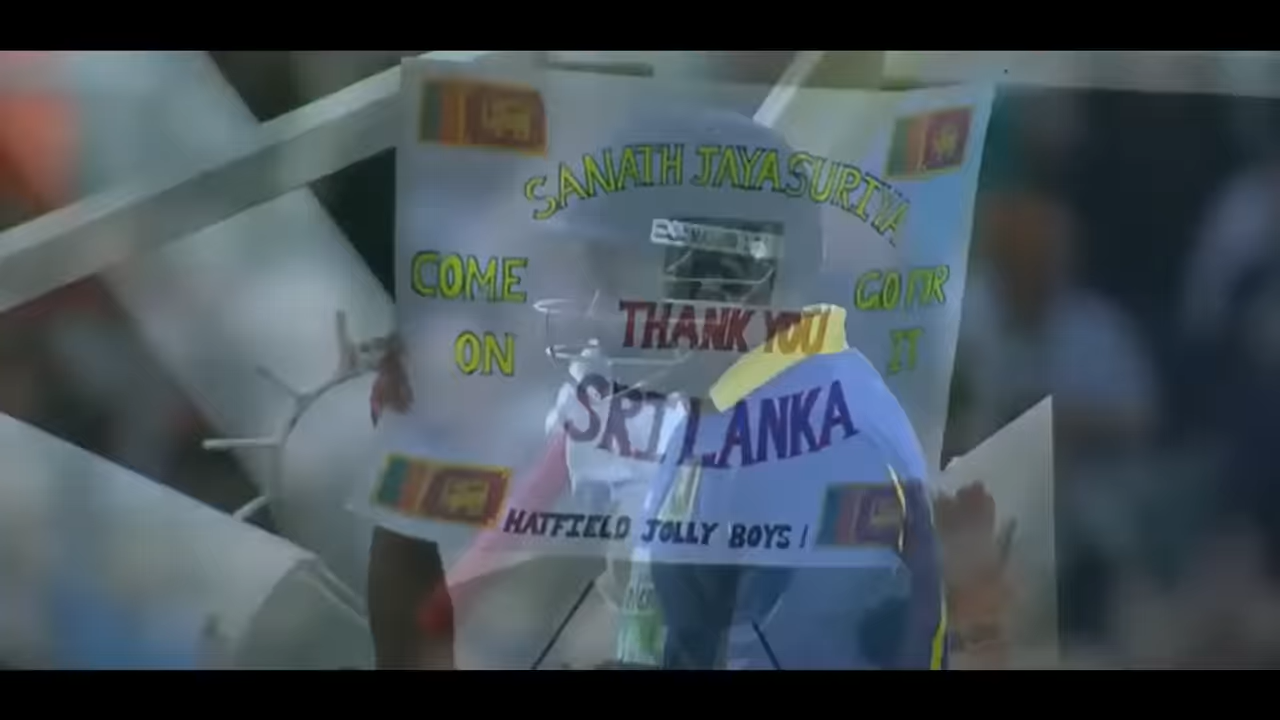 SANATH JAYASURIYA
COME ON
GO FOR IT
THANK YOU
SRI LANKA
HATFIELD JOLLY BOYS!